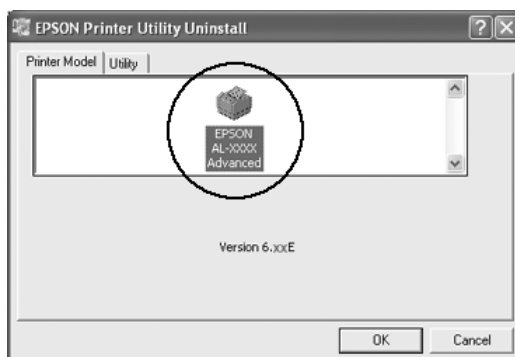 EPSON Printer Utility Uninstall
Printer Model
Utility
EPSON
AL-XXXX
Advanced
Version 6.xxE
OK
Cancel